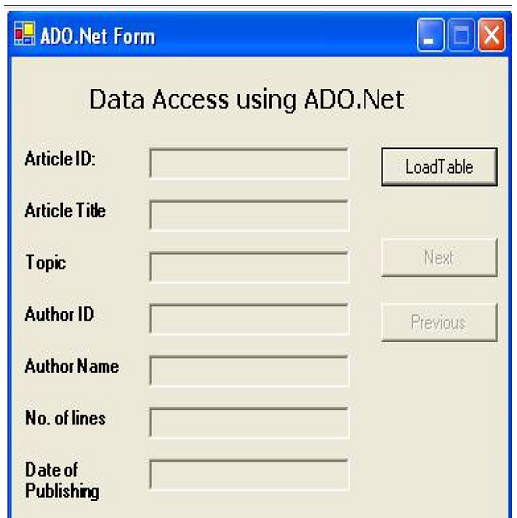 ADO.Net Form
Data Access using ADO.Net
Article ID:
LoadTable
Article Title
Topic
Next
Author ID
Previous
Author Name
No. of lines
Date of
Publishing